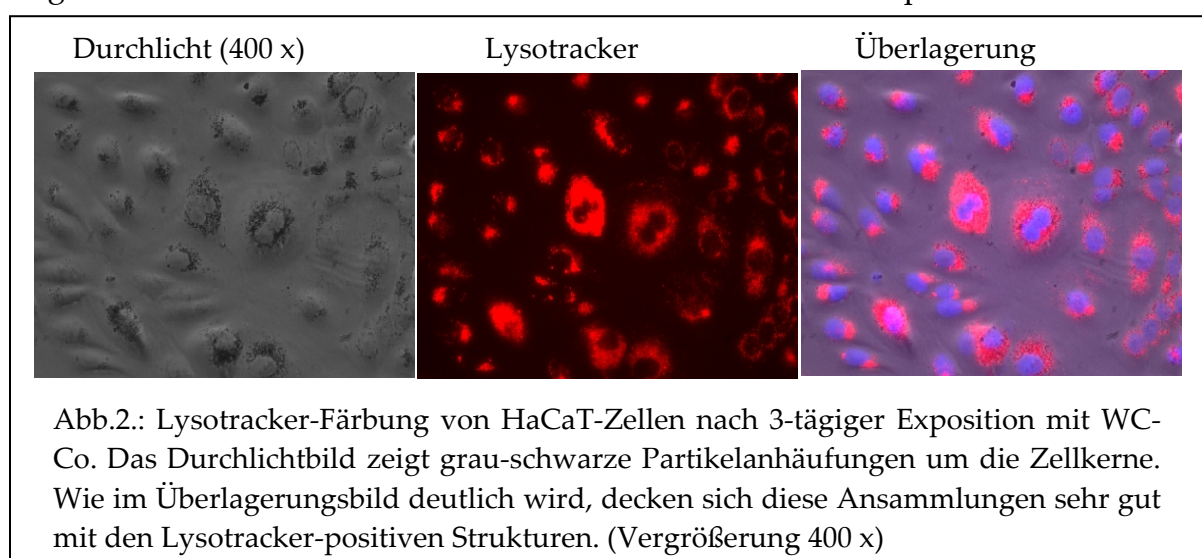 Durchlicht (400 x) Lysotracker Überlagerung
Abb.2.: Lysotracker-Färbung von HaCaT-Zellen nach 3-tägiger Exposition mit WC-
Co. Das Durchlichtbild zeigt grau-schwarze Partikelanhäufungen um die Zellkerne.
Wie im Überlagerungsbild deutlich wird, decken sich diese Ansammlungen sehr gut
mit den Lysotracker-positiven Strukturen. (Vergrößerung 400 x)